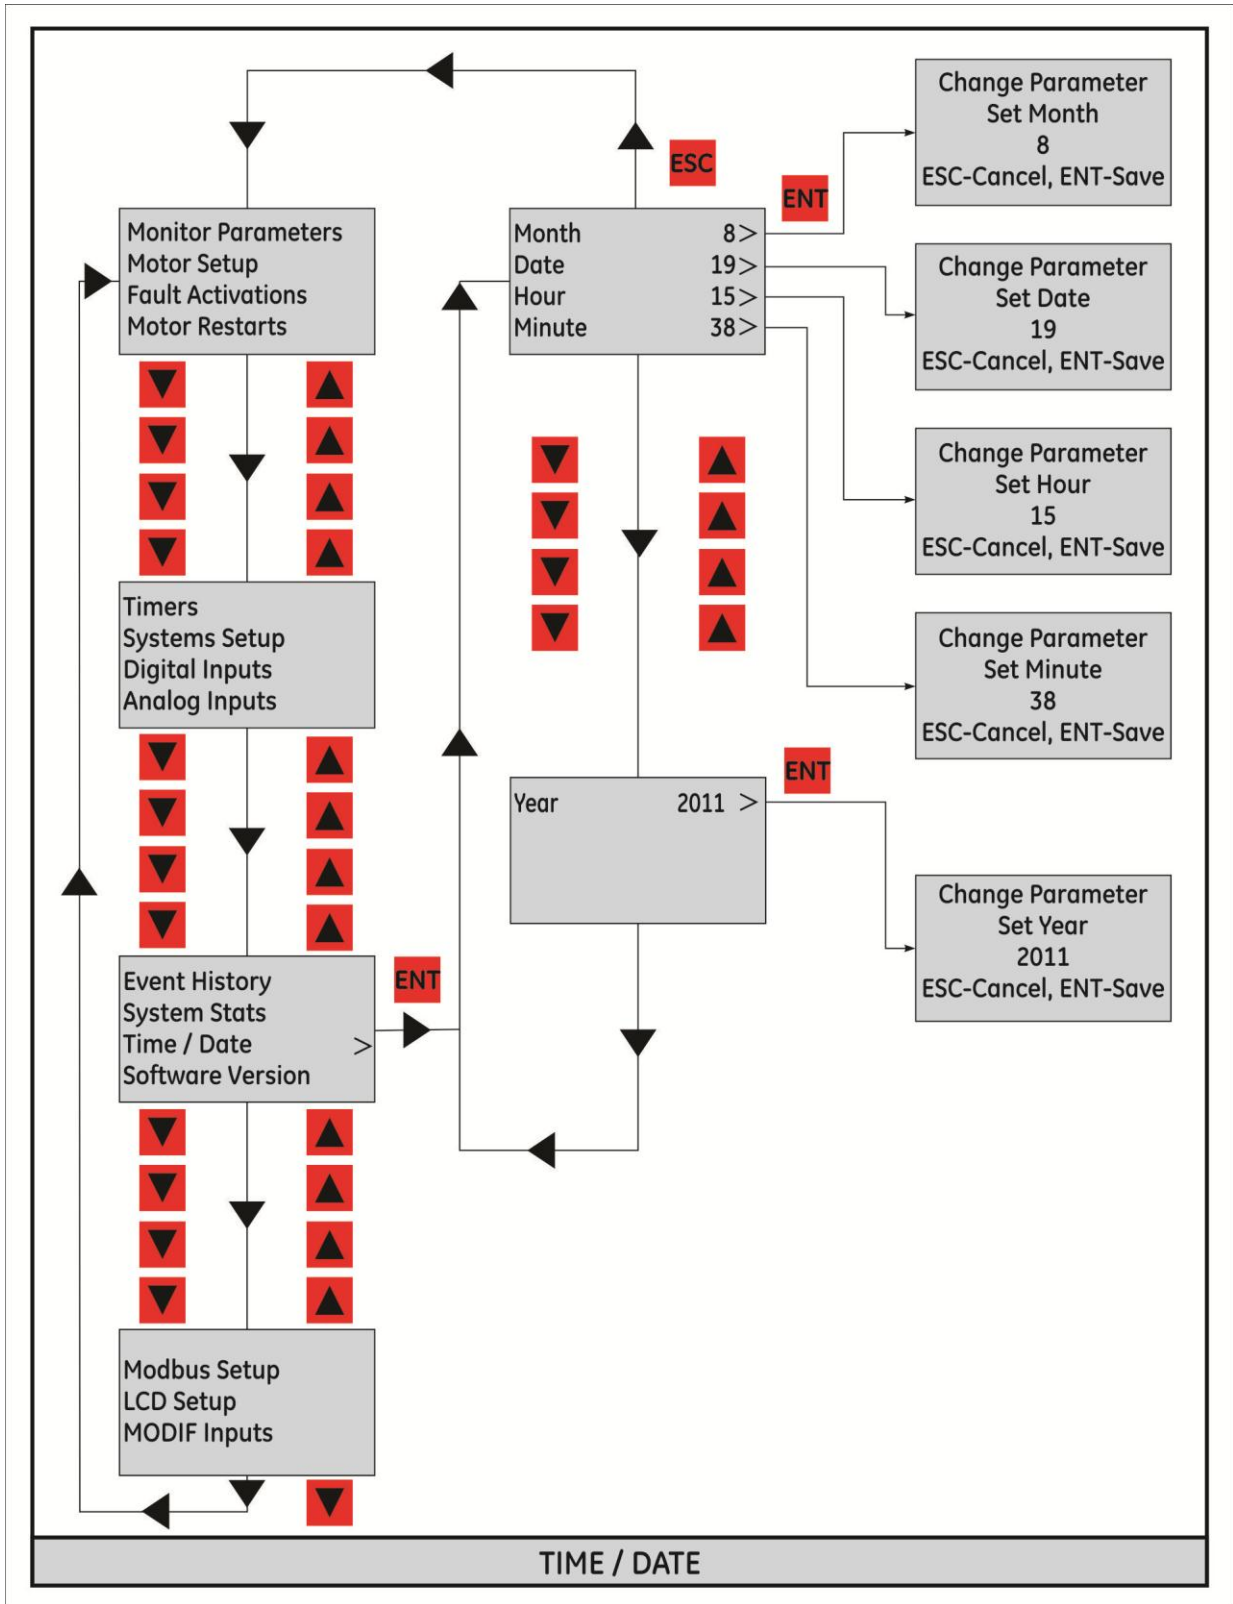 Monitor Parameters
Motor Setup
Fault Activations
Motor Restarts
Timers
Systems Setup
Digital Inputs
Analog Inputs
Event History
System Stats
Time / Date >
Software Version
ENT
Modbus Setup
LCD Setup
MODIF Inputs
ESC
ENT
Month 8>
Date 19>
Hour 15>
Minute 38>
Year 2011 >
ENT
Change Parameter
Set Month
8
ESC-Cancel, ENT-Save
Change Parameter
Set Date
19
ESC-Cancel, ENT-Save
Change Parameter
Set Hour
15
ESC-Cancel, ENT-Save
Change Parameter
Set Minute
38
ESC-Cancel, ENT-Save
Change Parameter
Set Year
2011
ESC-Cancel, ENT-Save
TIME / DATE